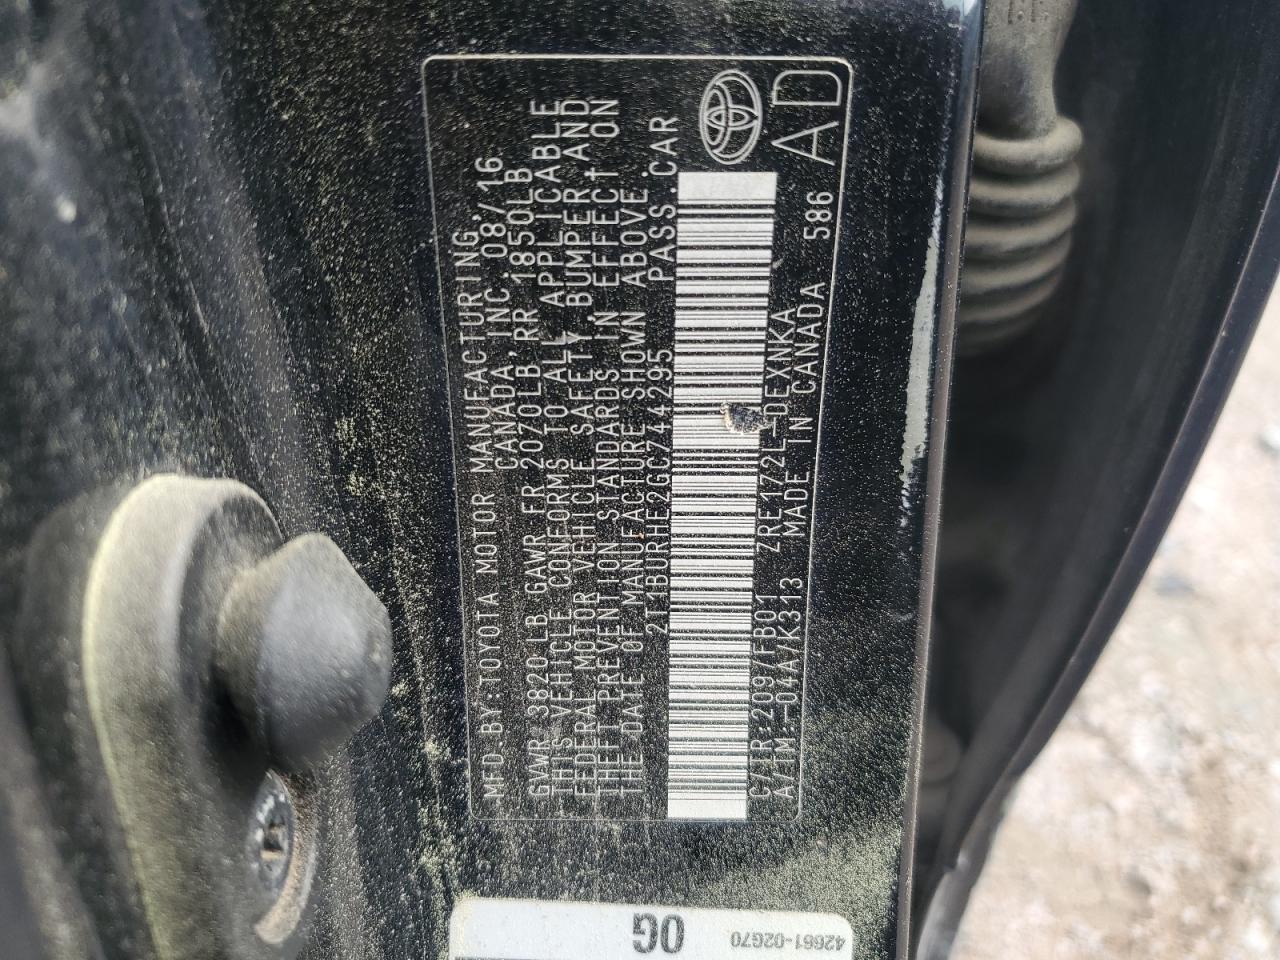 MFD.BY:TOYOTA MOTOR MANUFACTURING,
CANADA,INC. 08/16
GVWR 3820 LB GAWR FR 2070LB,RR 1850LB
THIS VEHICLE CONFORMS TO ALL APPLICABLE
FEDERAL MOTOR VEHICLE SAFETY, BUMPER, AND
THEFT PREVENTION STANDARDS IN EFFECT ON
THE DATE OF MANUFACTURE SHOWN ABOVE.
2T1BURHE2GC744295 PASS.CAR
C/TR:209/FB01 ZRE172L-DEXNKA
A/TM:-04A/K313 MADE IN CANADA 586
AD
0G
42661-02G70